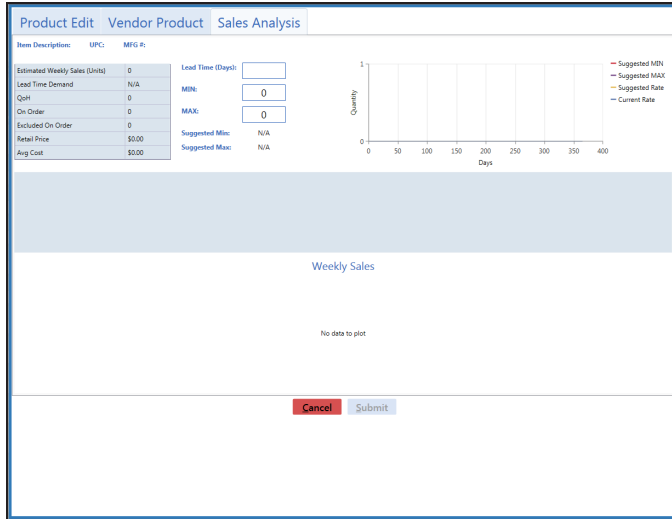 Product Edit Vendor Product Sales Analysis
Item Description: UPC: MFG #:
Estimated Weekly Sales (Units) 0
Lead Time Demand N/A
QoH 0
On Order 0
Excluded On Order 0
Retail Price $0.00
Avg Cost $0.00
Lead Time (Days):
MIN: 0
MAX: 0
Suggested Min: N/A
Suggested Max: N/A
Quantity
1
0
0 50 100 150 200 250 300 350 400
Days
Suggested MIN
Suggested MAX
Suggested Rate
Current Rate
Weekly Sales
No data to plot
Cancel Submit